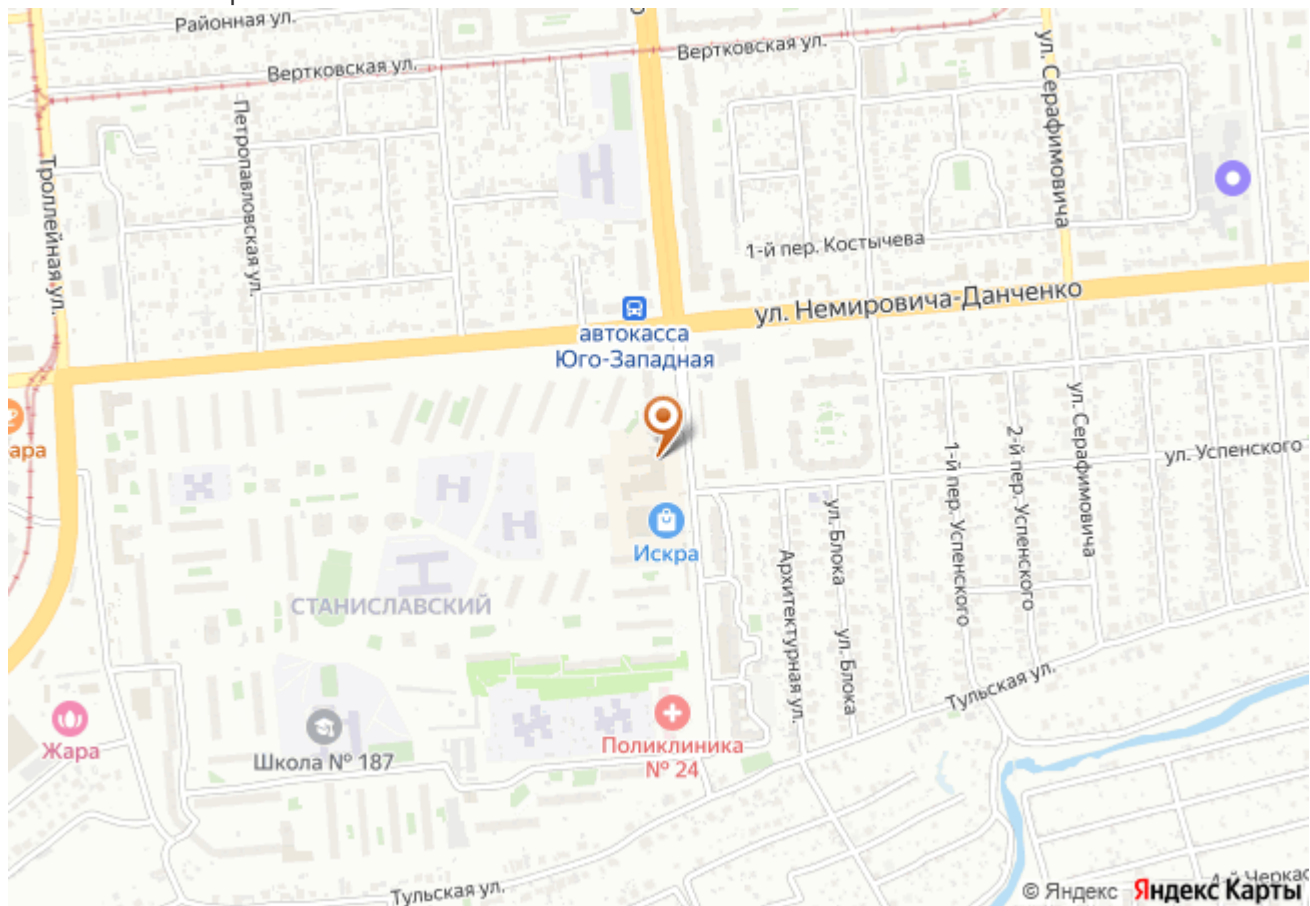 Районная ул.
Вертковская ул.
Вертковская ул.
ул. Серафимовича
Петропавловская ул.
Троллейная ул.
1-й пер. Костычева
ул. Немировича-Данченко
автокасса
Юго-Западная
ара
ул. Серафимовича
2-й пер. Успенского
1-й пер. Успенского
ул. Успенского
Искра
ул. Блока
Архитектурная ул.
СТАНИСЛАВСКИЙ
ул. Блока
Тульская ул.
Жара
Школа № 187
Поликлиника
№ 24
Тульская ул.
4-й Черкас
© Яндекс Яндекс Карты